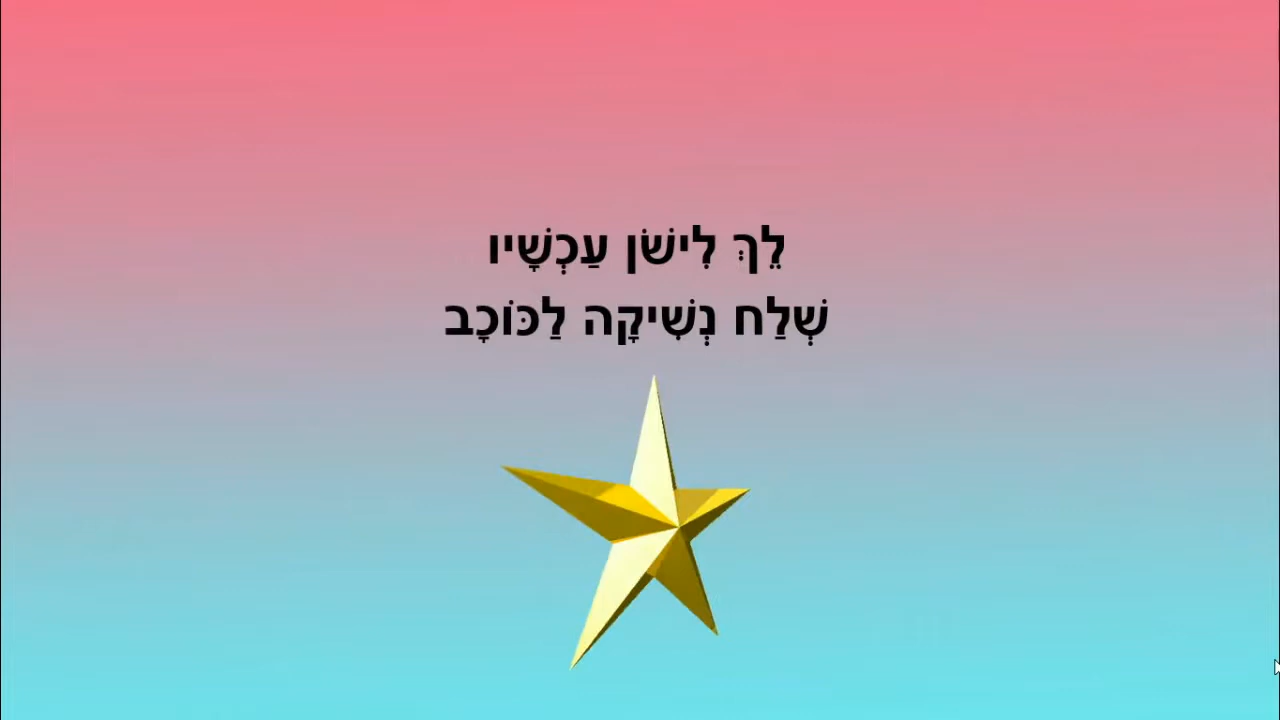 לֵךְ לִישֹׁן עַכְשָׁיו
שְׁלַח נְשִׁיקָה לַכּוֹכָב